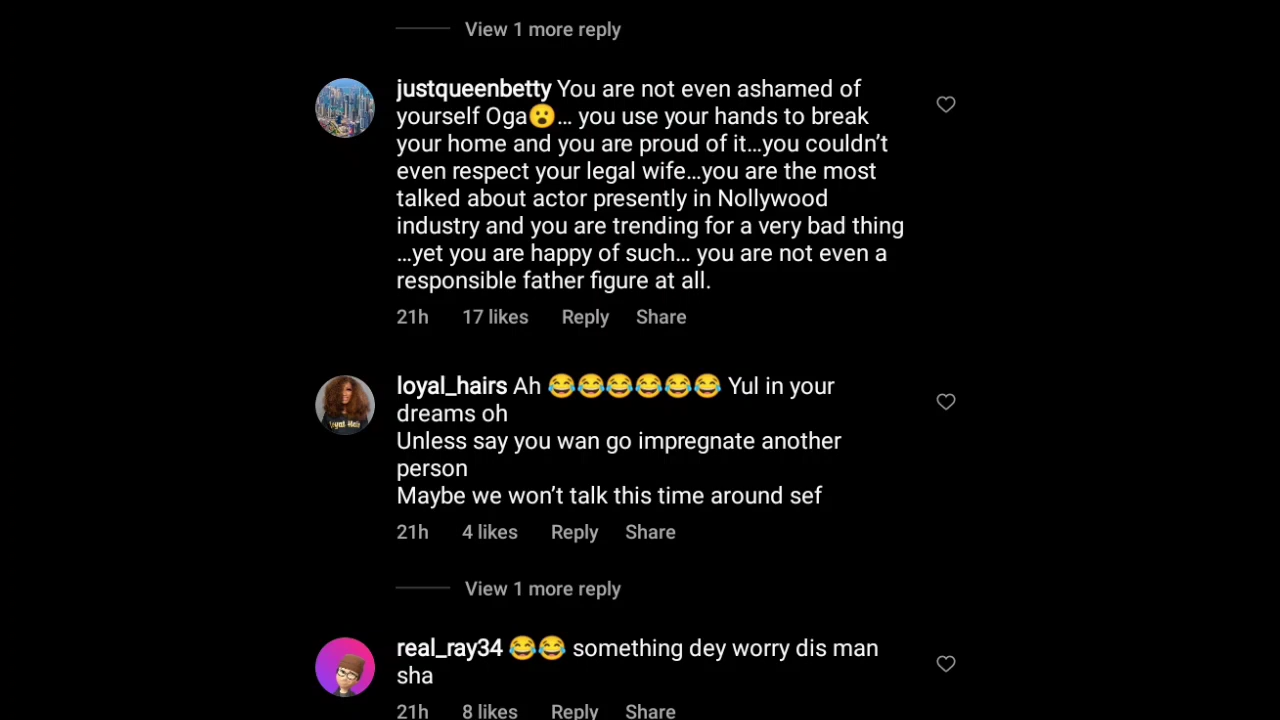 View 1 more reply
justqueenbetty You are not even ashamed of
yourself Oga😮... you use your hands to break
your home and you are proud of it...you couldn't
even respect your legal wife...you are the most
talked about actor presently in Nollywood
industry and you are trending for a very bad thing
...yet you are happy of such... you are not even a
responsible father figure at all.
21h 17 likes Reply Share
loyal_hairs Ah 😂😂😂😂😂😂 Yul in your
dreams oh
Unless say you wan go impregnate another
person
Maybe we won't talk this time around sef
21h 4 likes Reply Share
View 1 more reply
real_ray34 😂😂 something dey worry dis man
sha
21h 8 likes Reply Share